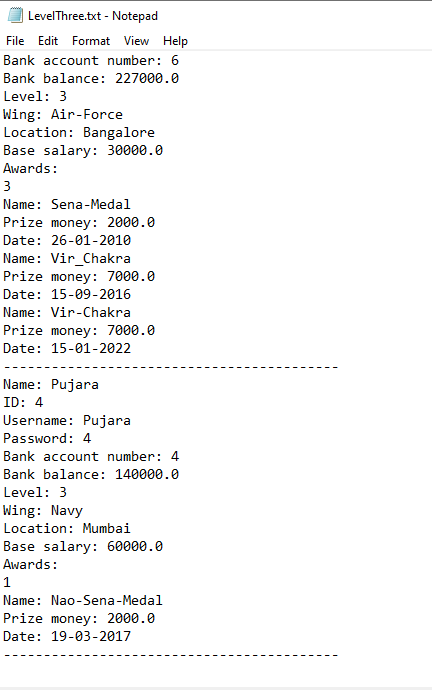 LevelThree.txt - Notepad
File Edit Format View Help
Bank account number: 6
Bank balance: 227000.0
Level: 3
Wing: Air-Force
Location: Bangalore
Base salary: 30000.0
Awards:
3
Name: Sena-Medal
Prize money: 2000.0
Date: 26-01-2010
Name: Vir_Chakra
Prize money: 7000.0
Date: 15-09-2016
Name: Vir-Chakra
Prize money: 7000.0
Date: 15-01-2022
------------------------------------------
Name: Pujara
ID: 4
Username: Pujara
Password: 4
Bank account number: 4
Bank balance: 140000.0
Level: 3
Wing: Navy
Location: Mumbai
Base salary: 60000.0
Awards:
1
Name: Nao-Sena-Medal
Prize money: 2000.0
Date: 19-03-2017
------------------------------------------